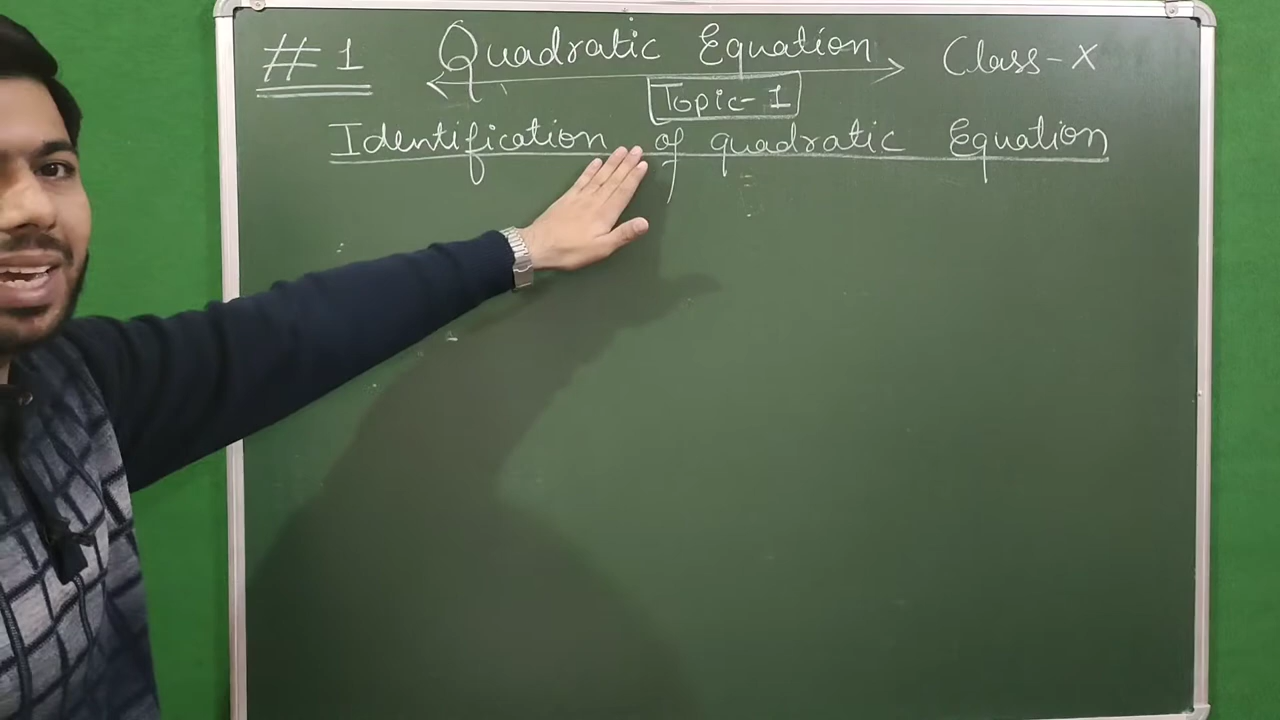 #1 Quadratic Equation Class-X
Topic-1
Identification of quadratic Equation